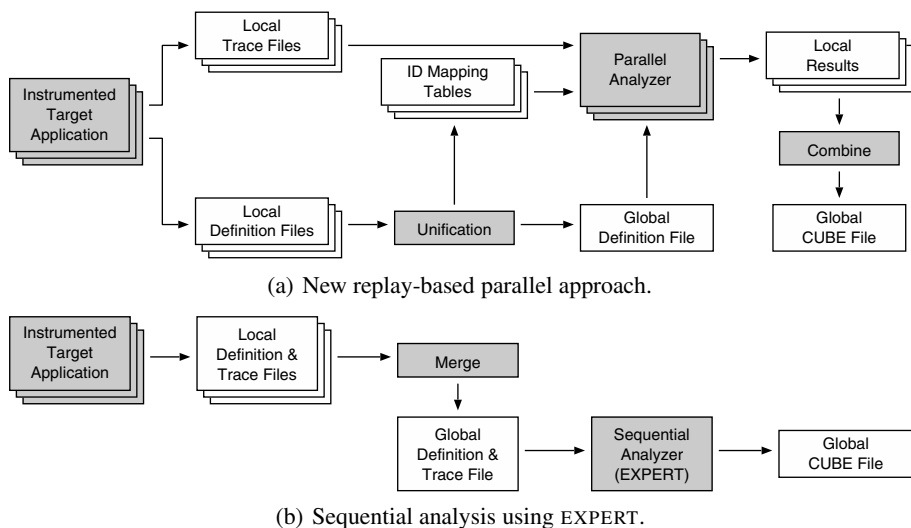 Local
Trace Files
ID Mapping
Tables
Parallel
Analyzer
Local
Results
Instrumented
Target
Application
Combine
Local
Definition Files
Unification
Global
Definition File
Global
CUBE File
(a) New replay-based parallel approach.
Instrumented
Target
Application
Local
Definition &
Trace Files
Merge
Global
Definition &
Trace File
Sequential
Analyzer
(EXPERT)
Global
CUBE File
(b) Sequential analysis using EXPERT.